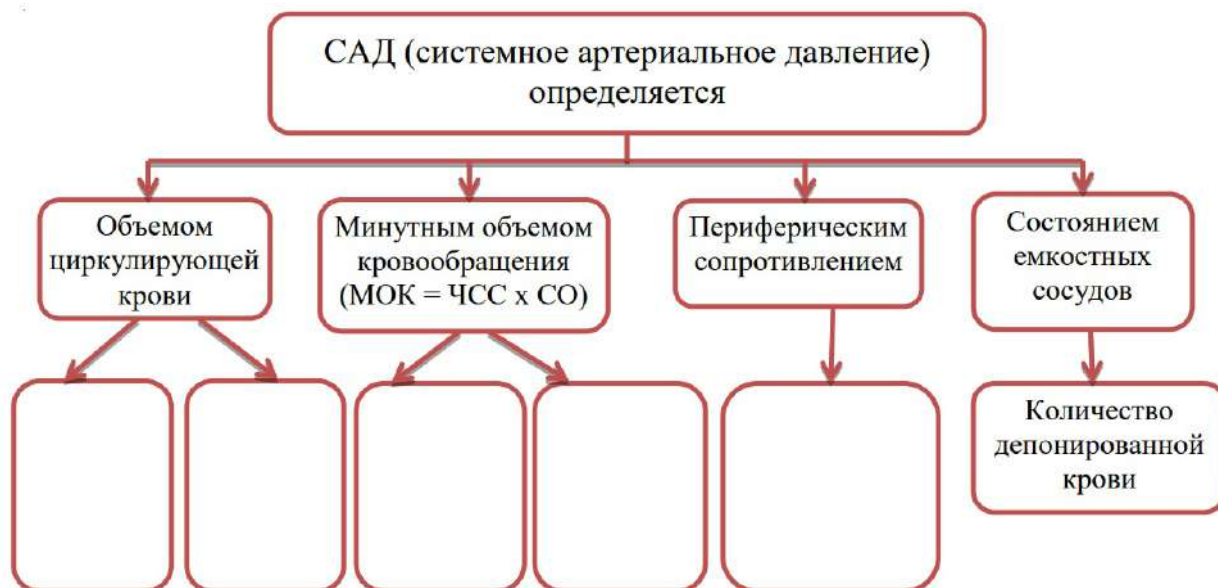 САД (системное артериальное давление)
определяется
Объемом
циркулирующей
крови
Минутным объемом
кровообращения
(МОК = ЧСС х СО)
Периферическим
сопротивлением
Состоянием
емкостных
сосудов
Количество
депонированной
крови